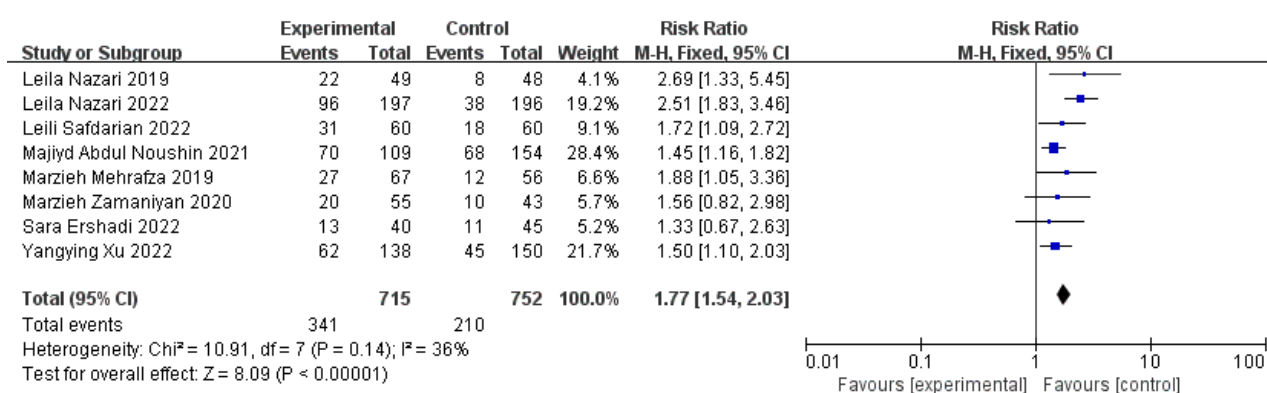 Experimental Control Risk Ratio Risk Ratio
Study or Subgroup Events Total Events Total Weight M-H, Fixed, 95% CI M-H, Fixed, 95% CI
Leila Nazari 2019 22 49 8 48 4.1% 2.69 [1.33, 5.45]
Leila Nazari 2022 96 197 38 196 19.2% 2.51 [1.83, 3.46]
Leili Safdarian 2022 31 60 18 60 9.1% 1.72 [1.09, 2.72]
Majiyd Abdul Noushin 2021 70 109 68 154 28.4% 1.45 [1.16, 1.82]
Marzieh Mehrafza 2019 27 67 12 56 6.6% 1.88 [1.05, 3.36]
Marzieh Zamaniyan 2020 20 55 10 43 5.7% 1.56 [0.82, 2.98]
Sara Ershadi 2022 13 40 11 45 5.2% 1.33 [0.67, 2.63]
Yangying Xu 2022 62 138 45 150 21.7% 1.50 [1.10, 2.03]
Total (95% CI) 715 752 100.0% 1.77 [1.54, 2.03]
Total events 341 210
Heterogeneity: Chi² = 10.91, df = 7 (P = 0.14); I² = 36%
Test for overall effect: Z = 8.09 (P < 0.00001)
0.01 0.1 1 10 100
Favours [experimental] Favours [control]